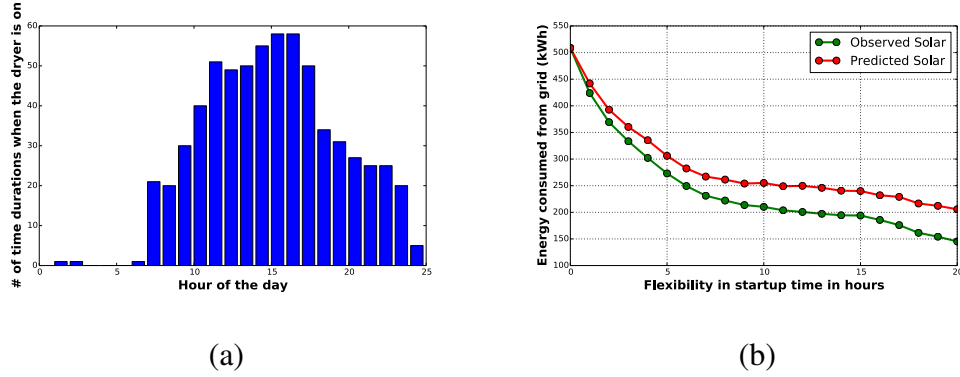 # of time durations when the dryer is on
60
50
40
30
20
10
0
0 5 10 15 20 25
Hour of the day
(a)
Energy consumed from grid (kWh)
550
500
450
400
350
300
250
200
150
100
Observed Solar
Predicted Solar
0 5 10 15 20
Flexibility in startup time in hours
(b)